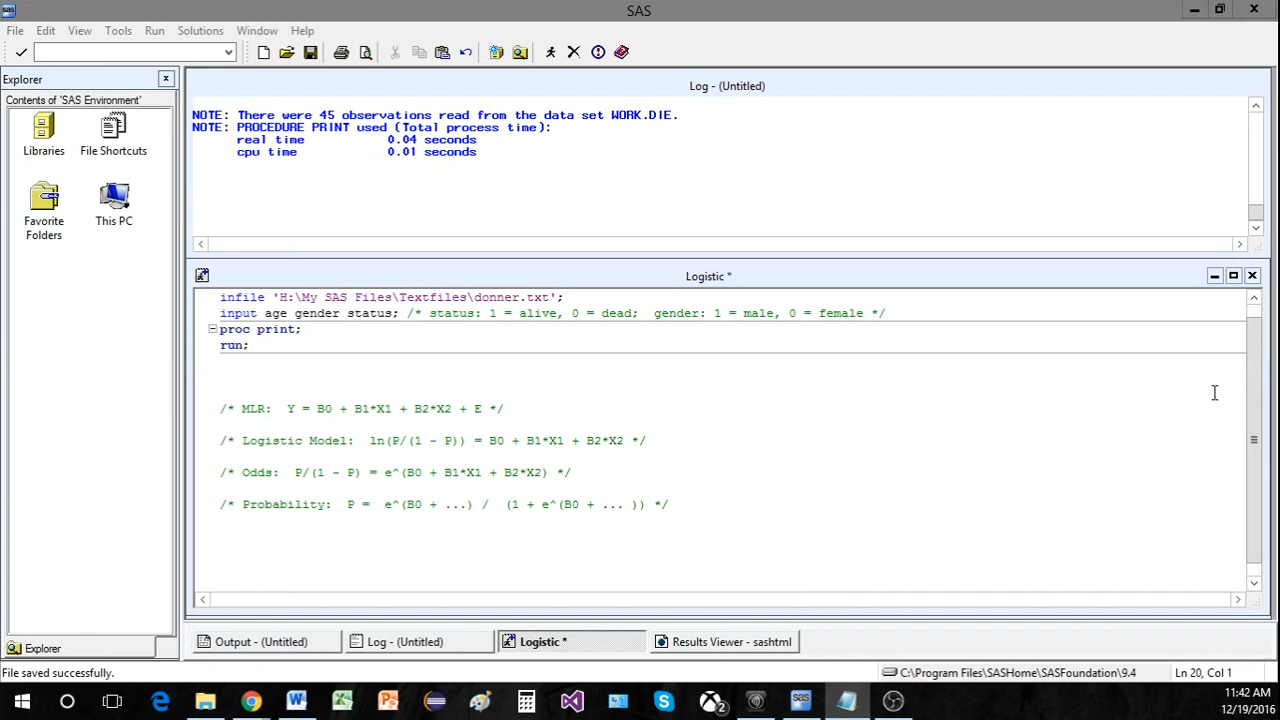 SAS
File Edit View Tools Run Solutions Window Help
Explorer
Contents of 'SAS Environment'
Libraries
File Shortcuts
Favorite Folders
This PC
Log - (Untitled)
NOTE: There were 45 observations read from the data set WORK.DIE.
NOTE: PROCEDURE PRINT used (Total process time):
real time 0.04 seconds
cpu time 0.01 seconds
Logistic *
infile 'H:\My SAS Files\Textfiles\donner.txt';
input age gender status; /* status: 1 = alive, 0 = dead; gender: 1 = male, 0 = female */
proc print;
run;
/* MLR: Y = B0 + B1*X1 + B2*X2 + E */
/* Logistic Model: ln(P/(1 - P)) = B0 + B1*X1 + B2*X2 */
/* Odds: P/(1 - P) = e^(B0 + B1*X1 + B2*X2) */
/* Probability: P = e^(B0 + ...) / (1 + e^(B0 + ... )) */
Explorer
Output - (Untitled)
Log - (Untitled)
Logistic *
Results Viewer - sashtml
File saved successfully.
C:\Program Files\SASHome\SASFoundation\9.4
Ln 20, Col 1
11:42 AM
12/19/2016